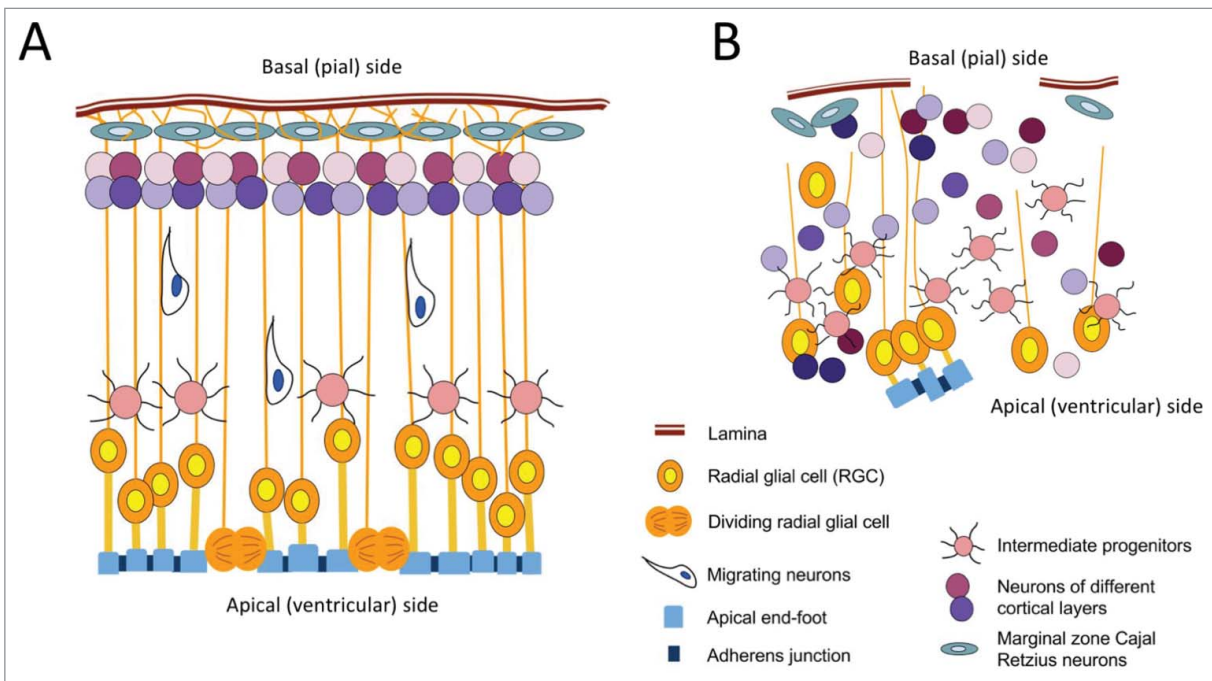 A
Basal (pial) side
Apical (ventricular) side
B
Basal (pial) side
Apical (ventricular) side
Lamina
Radial glial cell (RGC)
Dividing radial glial cell
Migrating neurons
Apical end-foot
Adherens junction
Intermediate progenitors
Neurons of different
cortical layers
Marginal zone Cajal
Retzius neurons